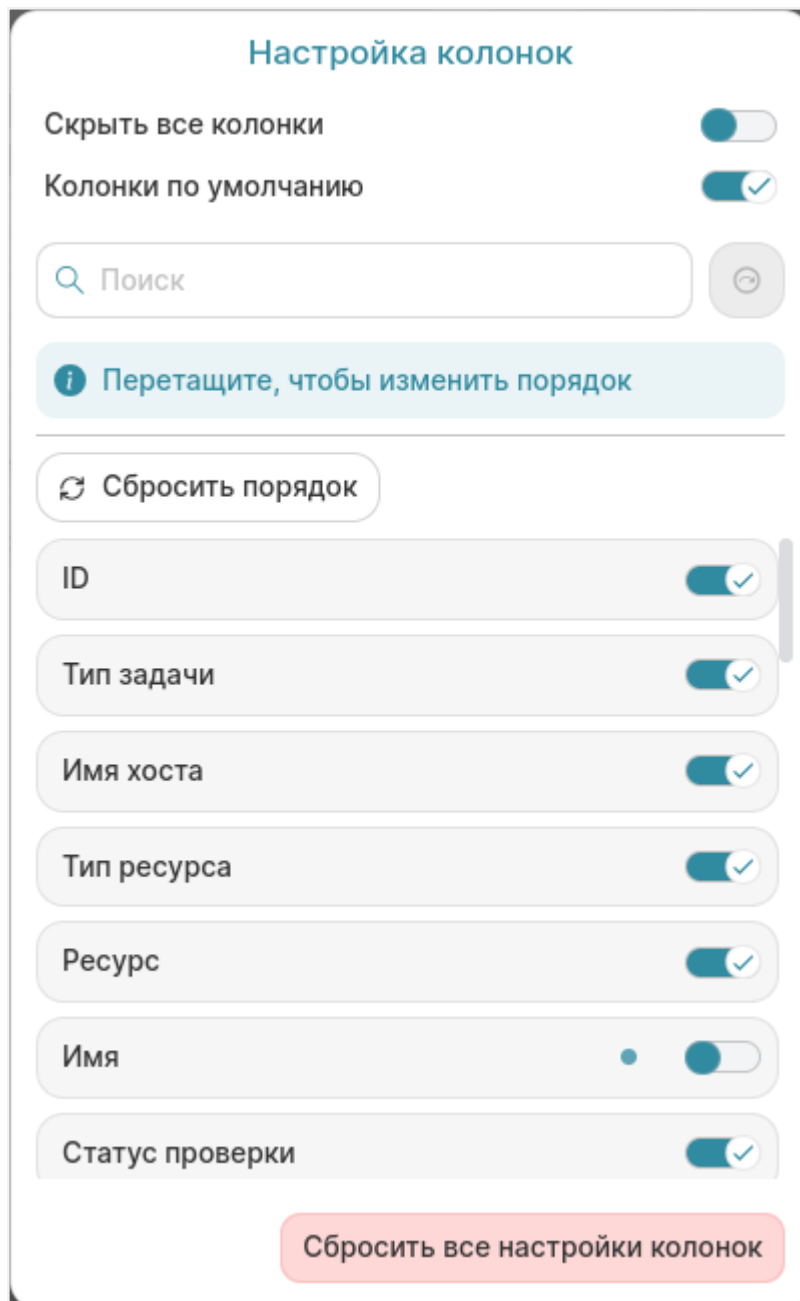 Настройка колонок
Скрыть все колонки
Колонки по умолчанию
Поиск
Перетащите, чтобы изменить порядок
Сбросить порядок
ID
Тип задачи
Имя хоста
Тип ресурса
Ресурс
Имя
Статус проверки
Сбросить все настройки колонок